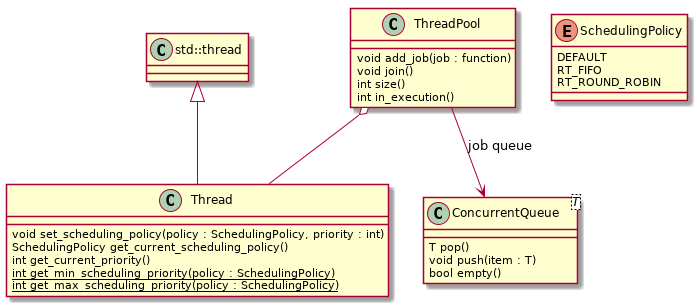 C std::thread
C ThreadPool
void add_job(job : function)
void join()
int size()
int in_execution()
E SchedulingPolicy
DEFAULT
RT_FIFO
RT_ROUND_ROBIN
job queue
C Thread
void set_scheduling_policy(policy : SchedulingPolicy, priority : int)
SchedulingPolicy get_current_scheduling_policy()
int get_current_priority()
int get_min_scheduling_priority(policy : SchedulingPolicy)
int get_max_scheduling_priority(policy : SchedulingPolicy)
C ConcurrentQueue
T
T pop()
void push(item : T)
bool empty()